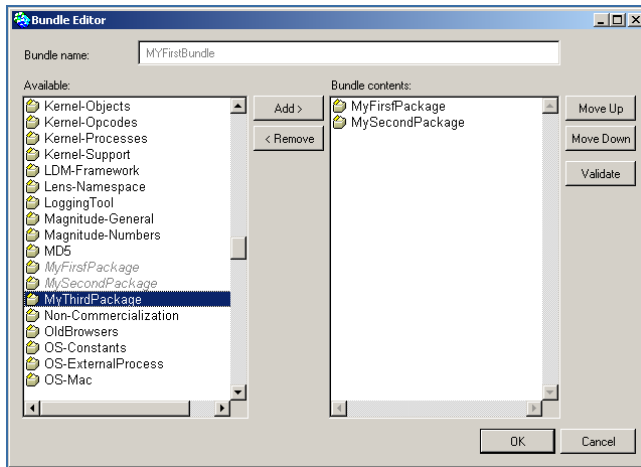 Bundle Editor
Bundle name:
MYFirstBundle
Available:
Kernel-Objects
Kernel-Opcodes
Kernel-Processes
Kernel-Support
LDM-Framework
Lens-Namespace
LoggingTool
Magnitude-General
Magnitude-Numbers
MD5
MyFirsfPackage
MySecondPackage
MyThirdPackage
Non-Commercialization
OldBrowsers
OS-Constants
OS-ExternalProcess
OS-Mac
Add >
< Remove
Bundle contents:
MyFirsfPackage
MySecondPackage
Move Up
Move Down
Validate
OK
Cancel